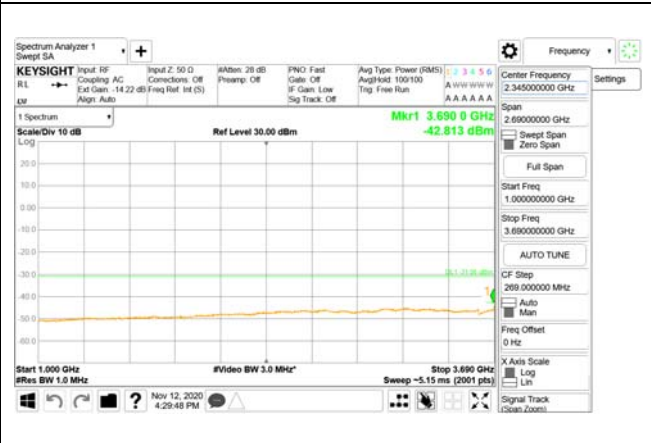 Spectrum Analyzer 1
Swept SA
+
Frequency
KEYSIGHT
RL
Input: RF
Coupling: AC
Ext Gain: -14.22 dB
Align: Auto
Input Z: 50 Ω
Corrections: Off
Freq Ref: Int (S)
#Atten: 28 dB
Preamp: Off
PNO: Fast
Gate: Off
IF Gain: Low
Sig Track: Off
Avg Type: Power (RMS)
Avg|Hold: 100/100
Trig: Free Run
1 2 3 4 5 6
A W W W W W
A A A A A A
1 Spectrum
Scale/Div 10 dB
Ref Level 30.00 dBm
Mkr1 3.690 0 GHz
-42.813 dBm
Log
20.0
10.0
0.00
-10.0
-20.0
-30.0
-40.0
-50.0
-60.0
1
Start 1.000 GHz
#Res BW 1.0 MHz
#Video BW 3.0 MHz*
Stop 3.690 GHz
Sweep ~5.15 ms (2001 pts)
Nov 12, 2020
4:29:48 PM
?
Center Frequency
2.345000000 GHz
Settings
Span
2.69000000 GHz
Swept Span
Zero Span
Full Span
Start Freq
1.000000000 GHz
Stop Freq
3.690000000 GHz
AUTO TUNE
CF Step
269.000000 MHz
Auto
Man
Freq Offset
0 Hz
X Axis Scale
Log
Lin
Signal Track
(Span Zoom)